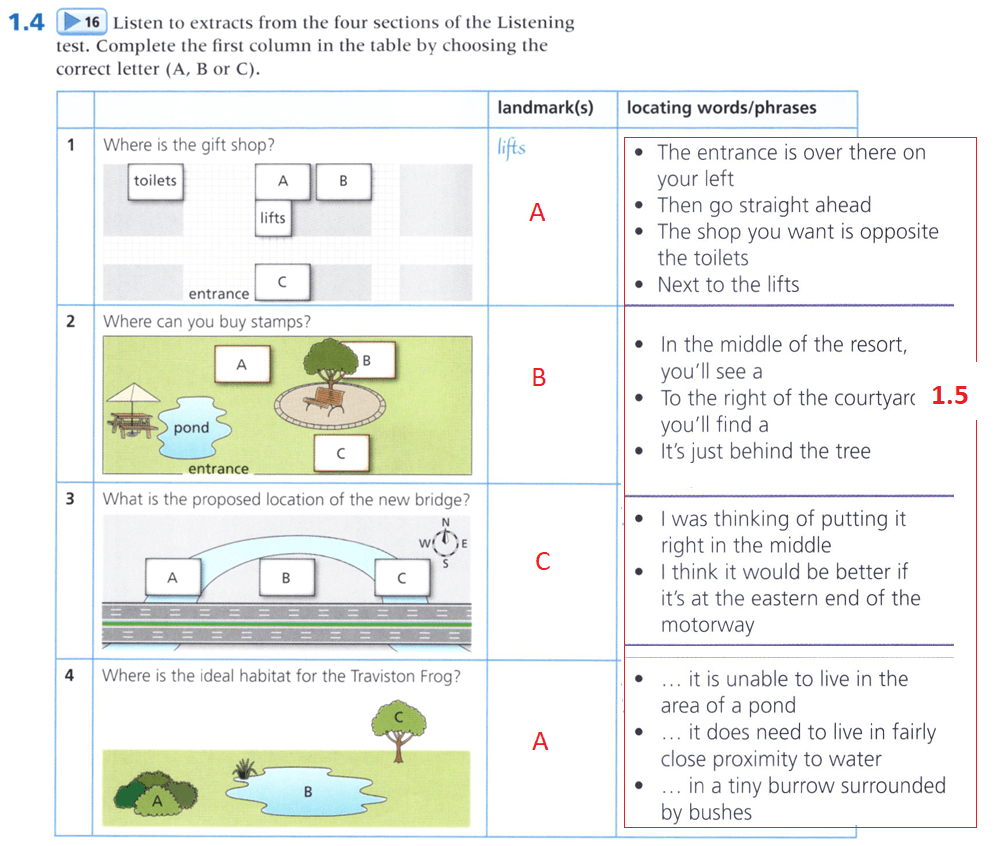 1.4 16 Listen to extracts from the four sections of the Listening
test. Complete the first column in the table by choosing the
correct letter (A, B or C).
landmark(s) locating words/phrases
1 Where is the gift shop?
lifts
toilets A B
lifts
C
entrance
A
• The entrance is over there on
your left
• Then go straight ahead
• The shop you want is opposite
the toilets
• Next to the lifts
2 Where can you buy stamps?
A B
pond
C
entrance
B
• In the middle of the resort,
you'll see a
• To the right of the courtyard
you'll find a
• It's just behind the tree
1.5
3 What is the proposed location of the new bridge?
N
W E
S
A B C
C
• I was thinking of putting it
right in the middle
• I think it would be better if
it's at the eastern end of the
motorway
4 Where is the ideal habitat for the Traviston Frog?
C
A B
A
• ... it is unable to live in the
area of a pond
• ... it does need to live in fairly
close proximity to water
• ... in a tiny burrow surrounded
by bushes